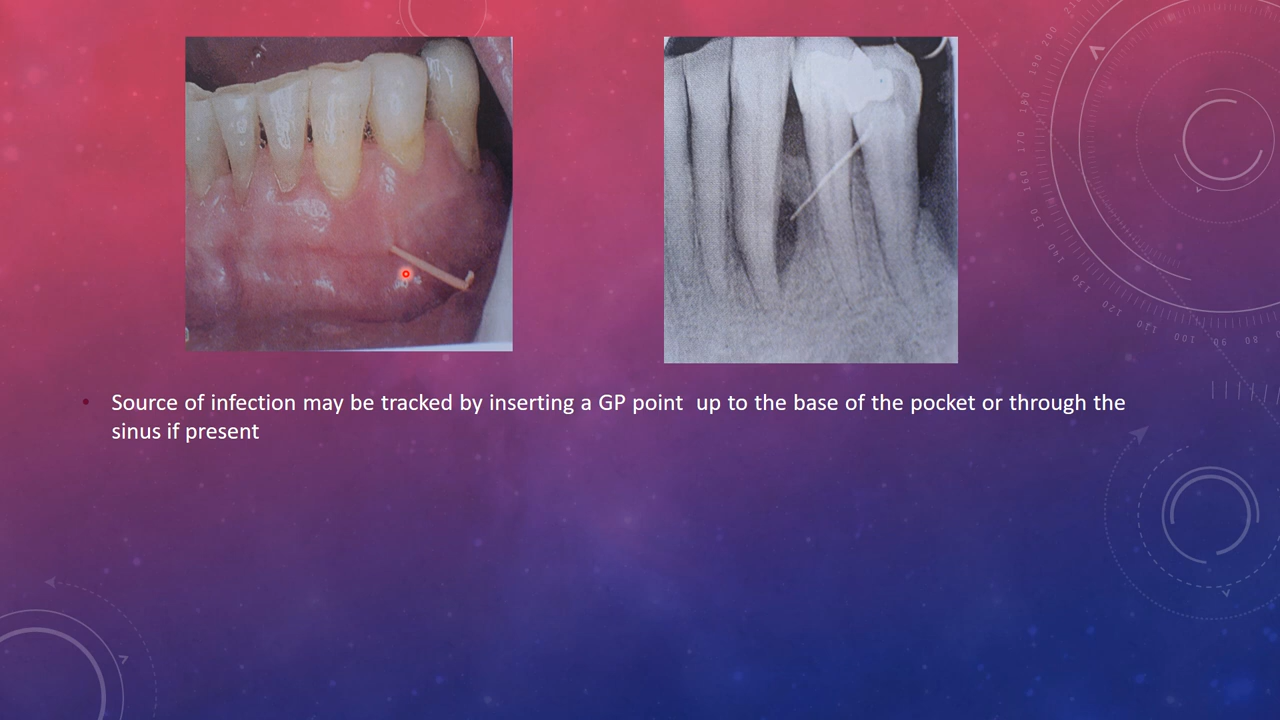 Source of infection may be tracked by inserting a GP point  up to the base of the pocket or through the
sinus if present